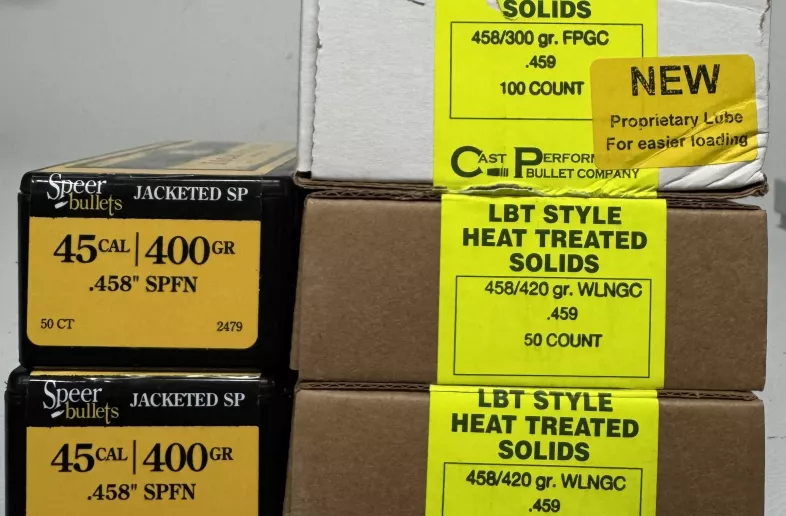 Speer
bullets
JACKETED SP
45 CAL | 400 GR
.458" SPFN
50 CT
2479
Speer
bullets
JACKETED SP
45 CAL | 400 GR
.458" SPFN
SOLIDS
458/300 gr. FPGC
.459
100 COUNT
NEW
Proprietary Lube
For easier loading
CAST
BULLET COMPANY
LBT STYLE
HEAT TREATED
SOLIDS
458/420 gr. WLNGC
.459
50 COUNT
LBT STYLE
HEAT TREATED
SOLIDS
458/420 gr. WLNGC
.459